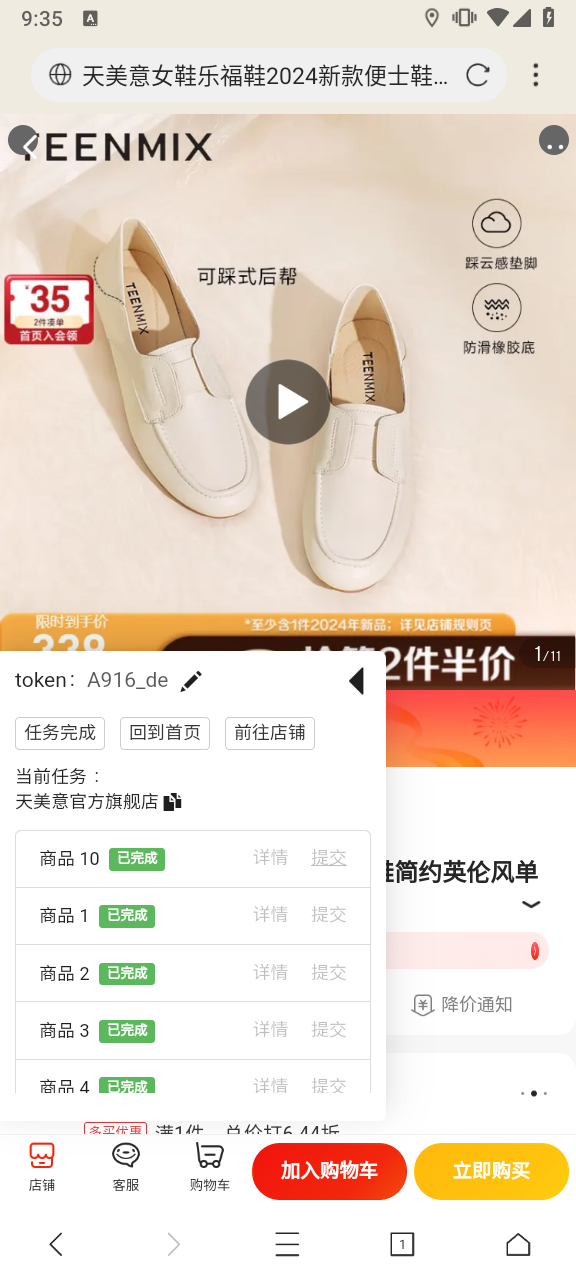 9:35
A
天美意女鞋乐福鞋2024新款便士鞋...
TEENMIX
踩云感垫脚
可踩式后帮
TEENMIX
TEENMIX
35
2件凑单
首页入会领
防滑橡胶底
限时到手价
*至少含1件2024年新品;详见店铺规则页
2件半价
1/11
token: A916_de
任务完成 回到首页 前往店铺
当前任务:
天美意官方旗舰店
鞋简约英伦风单
商品 10 已完成 详情 提交
商品 1 已完成 详情 提交
商品 2 已完成 详情 提交
降价通知
商品 3 已完成 详情 提交
商品 4 已完成 详情 提交
多买优惠 满1件,总价打6.44折
店铺 客服 购物车 加入购物车 立即购买
1